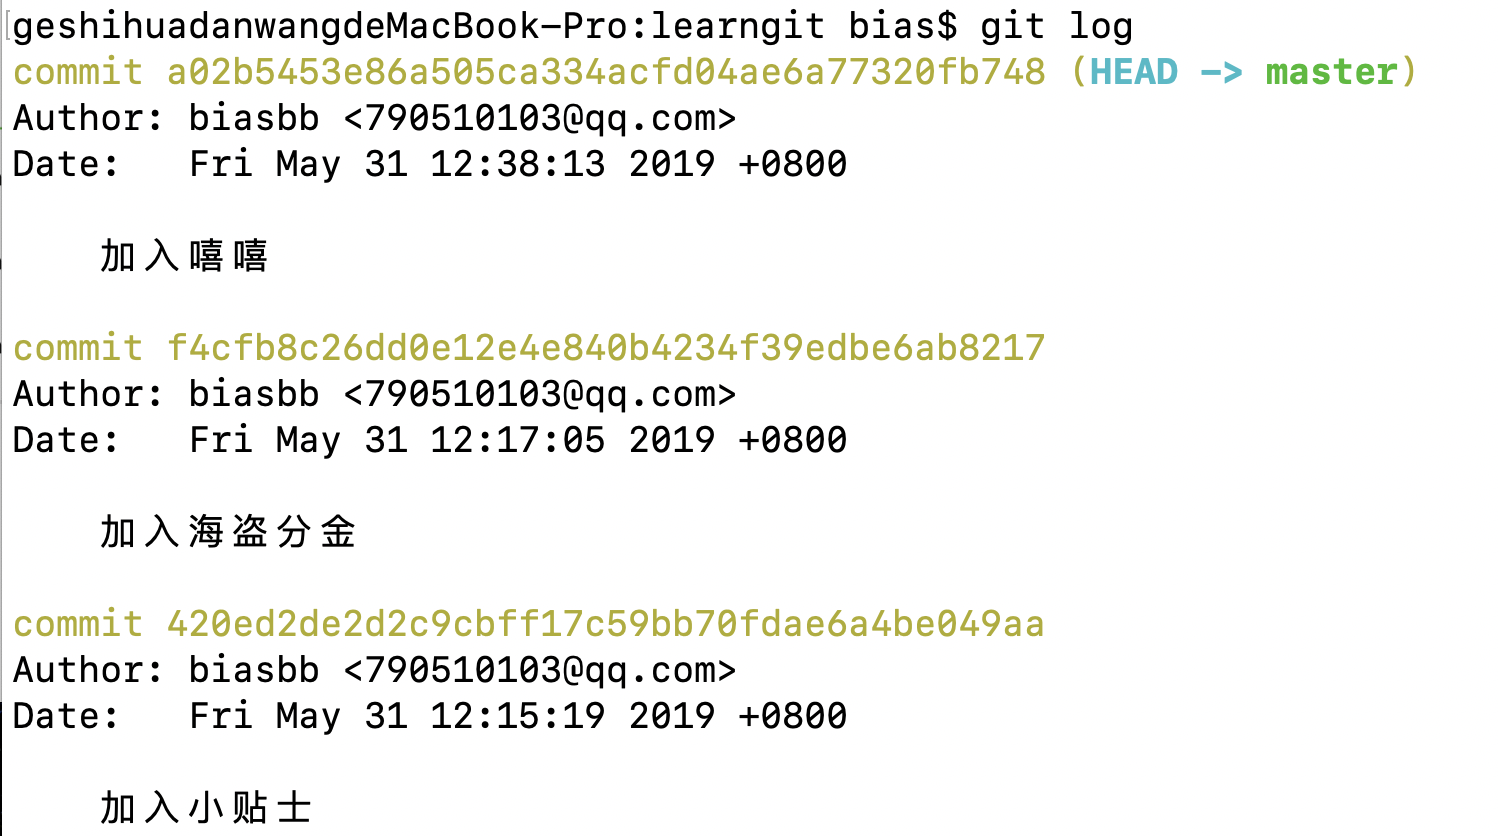 geshihuadanwangdeMacBook-Pro:learngit bias$ git log
commit a02b5453e86a505ca334acfd04ae6a77320fb748 (HEAD -> master)
Author: biasbb <790510103@qq.com>
Date:   Fri May 31 12:38:13 2019 +0800
加入嘻嘻
commit f4cfb8c26dd0e12e4e840b4234f39edbe6ab8217
Author: biasbb <790510103@qq.com>
Date:   Fri May 31 12:17:05 2019 +0800
加入海盗分金
commit 420ed2de2d2c9cbff17c59bb70fdae6a4be049aa
Author: biasbb <790510103@qq.com>
Date:   Fri May 31 12:15:19 2019 +0800
加入小贴士